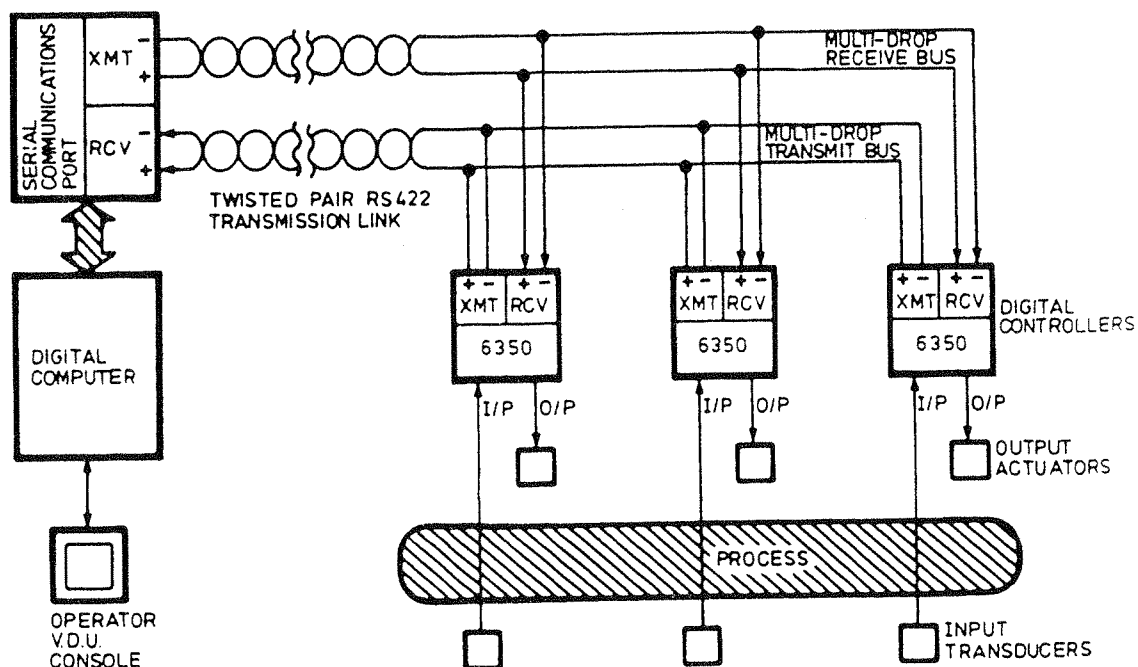 SERIAL
COMMUNICATIONS
PORT
XMT
-
+
RCV
-
+
MULTI-DROP
RECEIVE BUS
MULTI-DROP
TRANSMIT BUS
TWISTED PAIR RS422
TRANSMISSION LINK
+ - + -
XMT RCV
6350
+ - + -
XMT RCV
6350
+ - + -
XMT RCV
6350
DIGITAL
CONTROLLERS
DIGITAL
COMPUTER
I/P O/P
I/P O/P
I/P O/P
OUTPUT
ACTUATORS
PROCESS
OPERATOR
V.D.U.
CONSOLE
INPUT
TRANSDUCERS